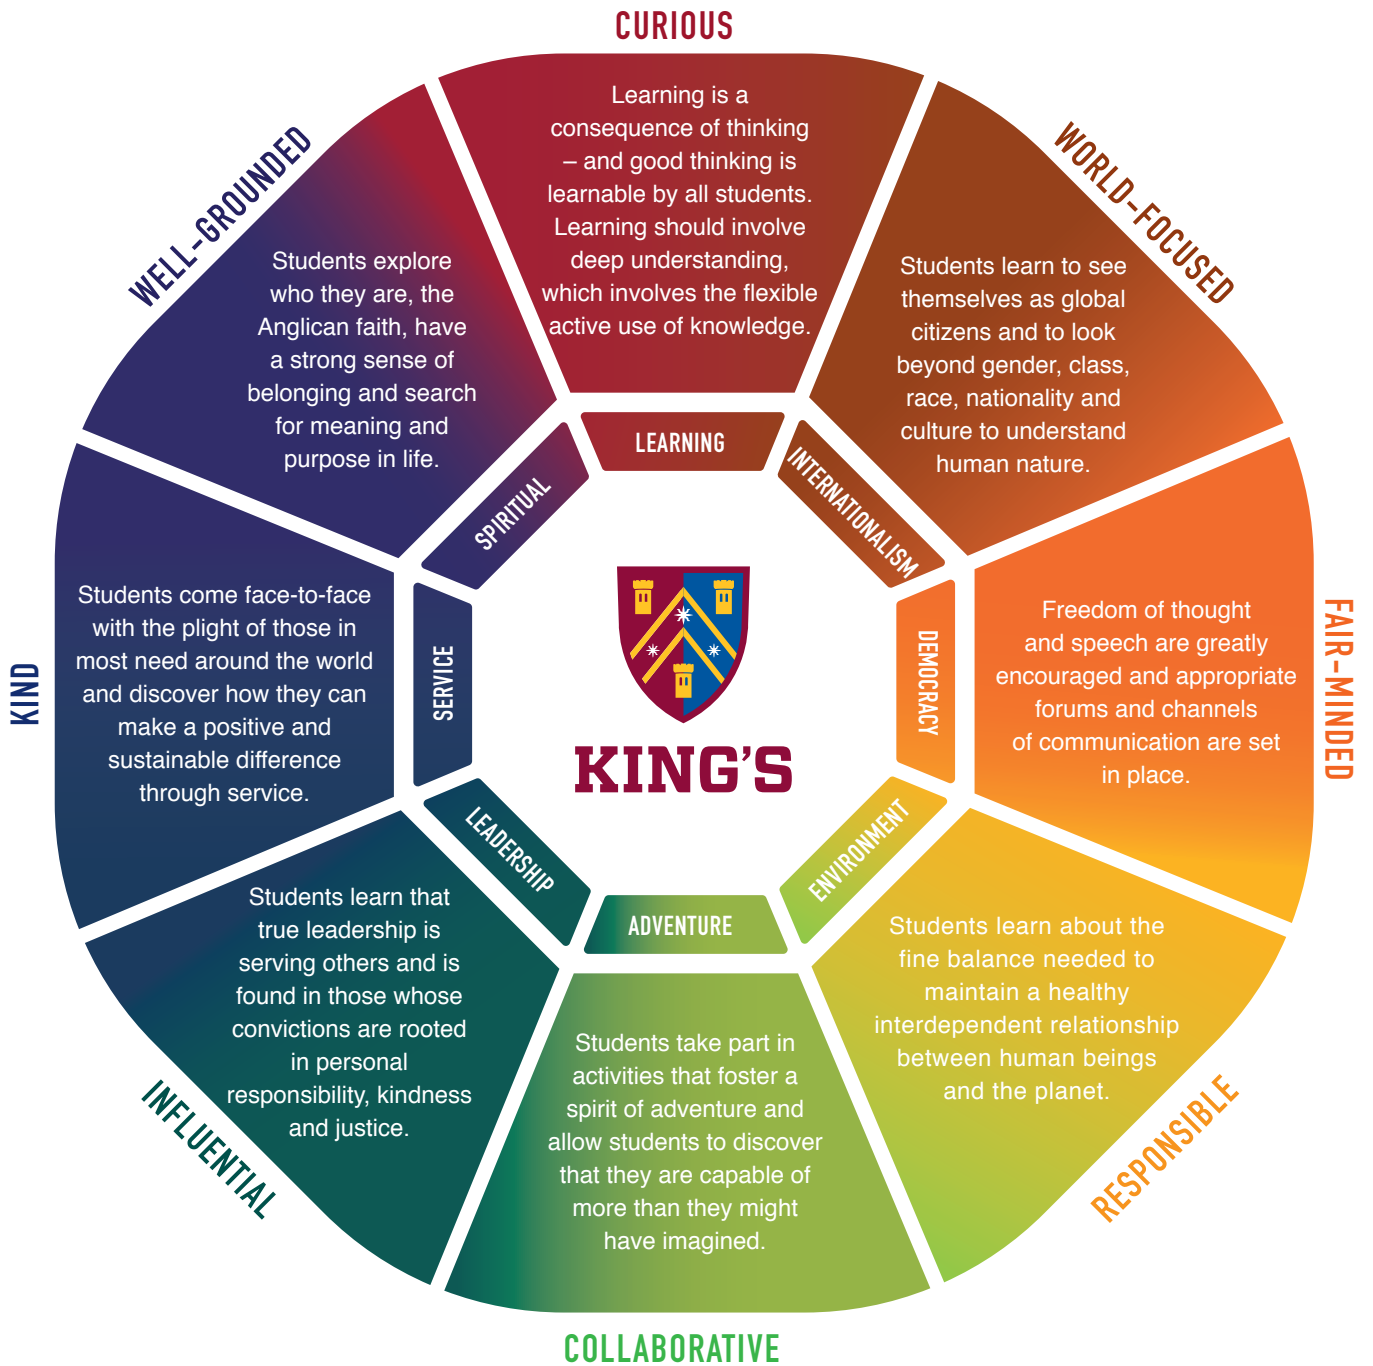 CURIOUS
Learning is a
consequence of thinking
– and good thinking is
learnable by all students.
Learning should involve
deep understanding,
which involves the flexible
active use of knowledge.
LEARNING
WORLD-FOCUSED
Students learn to see
themselves as global
citizens and to look
beyond gender, class,
race, nationality and
culture to understand
human nature.
INTERNATIONALISM
FAIR-MINDED
Freedom of thought
and speech are greatly
encouraged and appropriate
forums and channels
of communication are set
in place.
DEMOCRACY
RESPONSIBLE
Students learn about the
fine balance needed to
maintain a healthy
interdependent relationship
between human beings
and the planet.
ENVIRONMENT
COLLABORATIVE
Students take part in
activities that foster a
spirit of adventure and
allow students to discover
that they are capable of
more than they might
have imagined.
ADVENTURE
INFLUENTIAL
Students learn that
true leadership is
serving others and is
found in those whose
convictions are rooted
in personal
responsibility, kindness
and justice.
LEADERSHIP
KIND
Students come face-to-face
with the plight of those in
most need around the world
and discover how they can
make a positive and
sustainable difference
through service.
SERVICE
WELL-GROUNDED
Students explore
who they are, the
Anglican faith, have
a strong sense of
belonging and search
for meaning and
purpose in life.
SPIRITUAL
KING'S